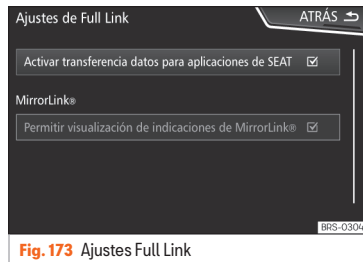 Ajustes de Full Link
ATRÁS
Activar transferencia datos para aplicaciones de SEAT
MirrorLink®
Permitir visualización de indicaciones de MirrorLink®
BRS-0304
Fig. 173 Ajustes Full Link